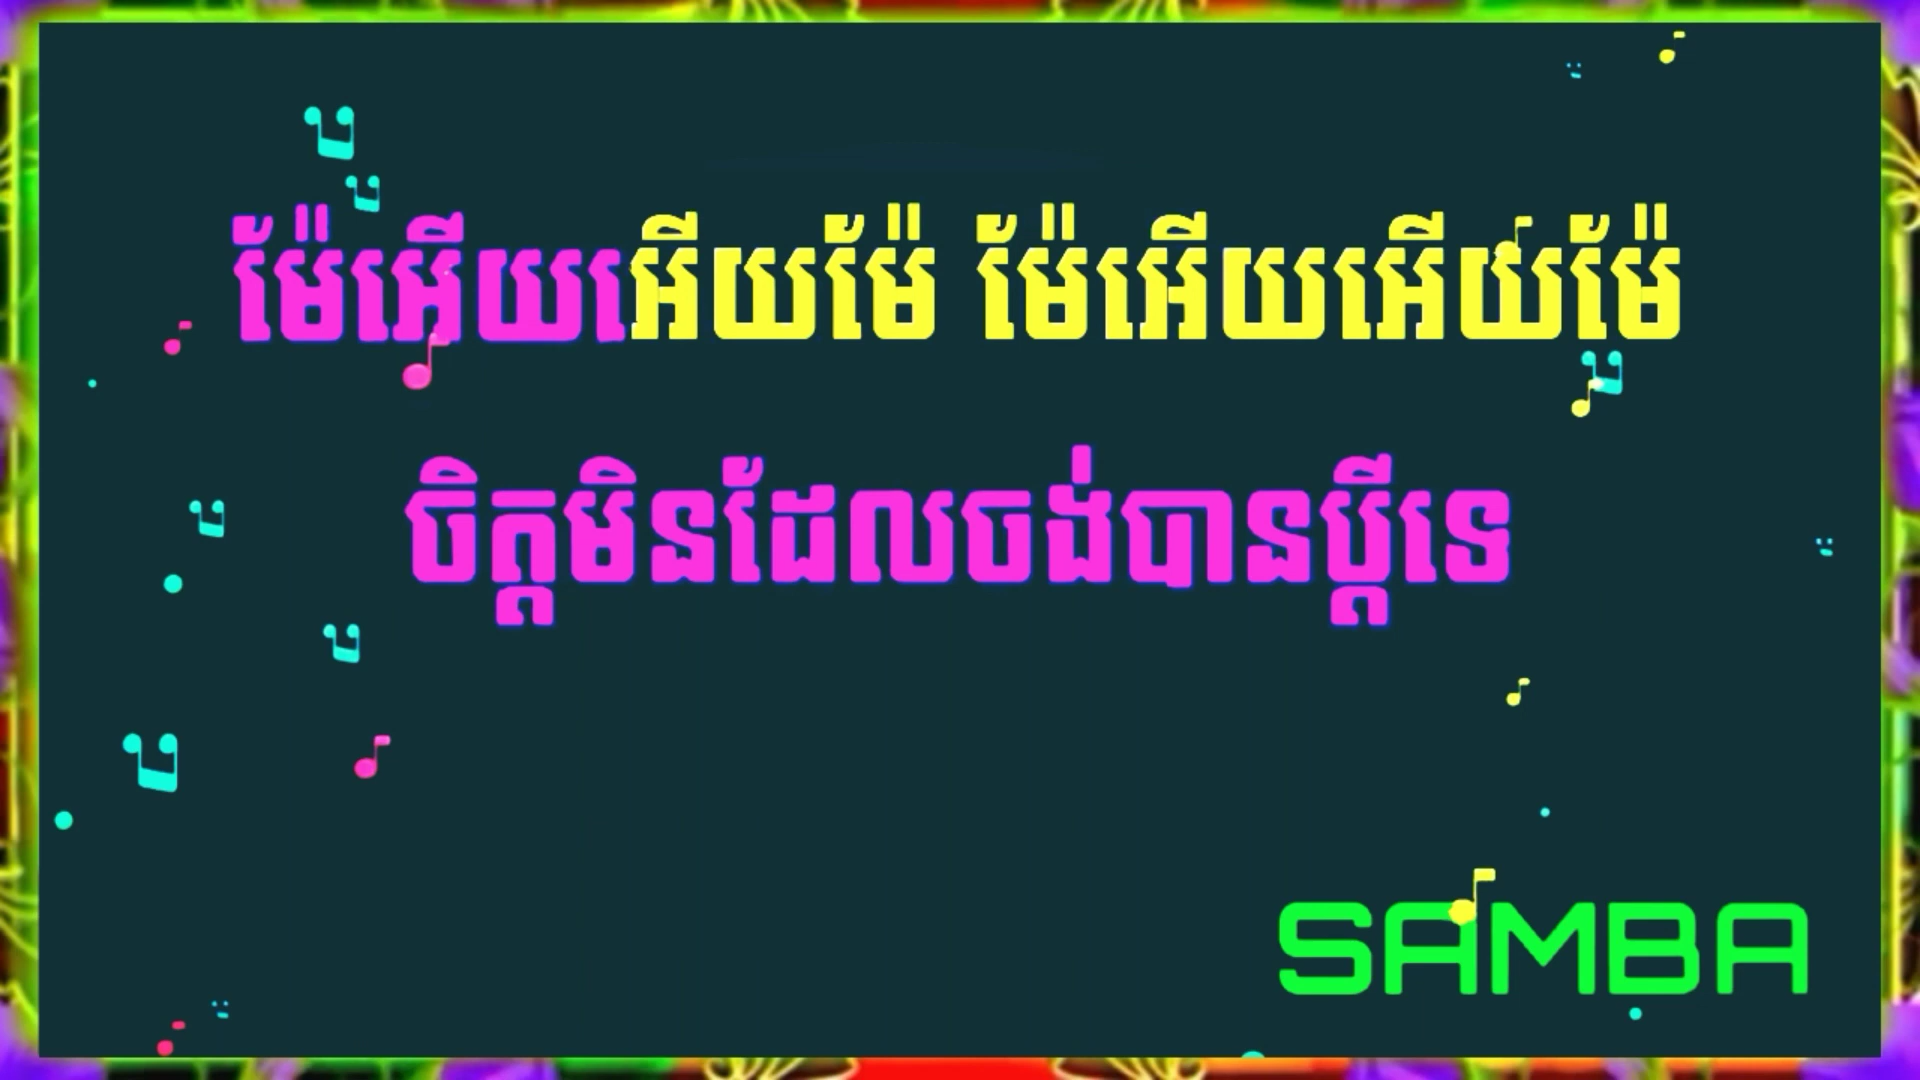 ម៉ែអើយអើយម៉ែ ម៉ែអើយអើយម៉ែ
ចិត្តមិនដែលចង់បានប្តីទេ
SAMBA